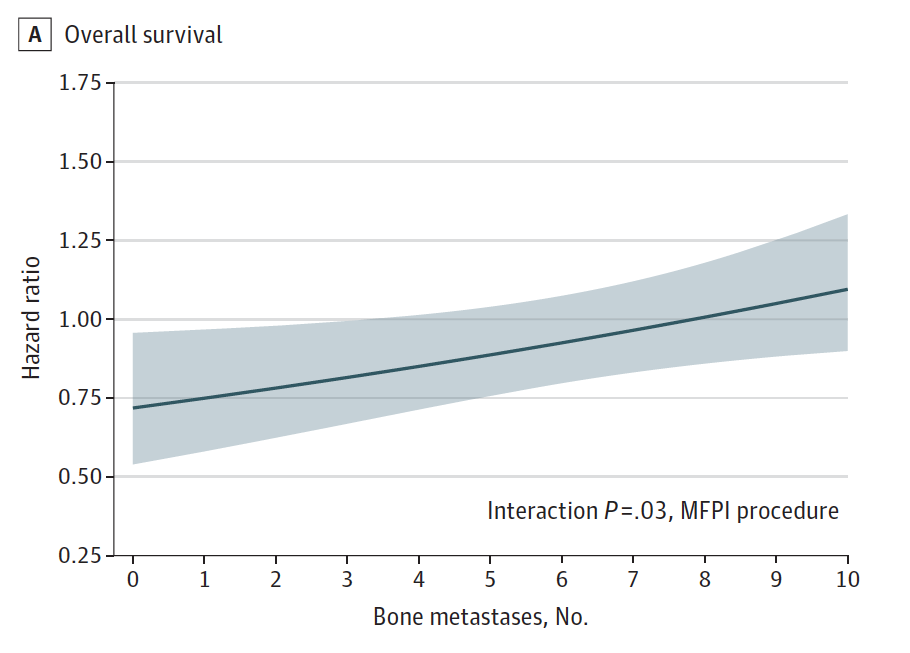 A Overall survival
1.75
1.50
1.25
1.00
0.75
0.50
0.25
Hazard ratio
Interaction P=.03, MFPI procedure
0 1 2 3 4 5 6 7 8 9 10
Bone metastases, No.